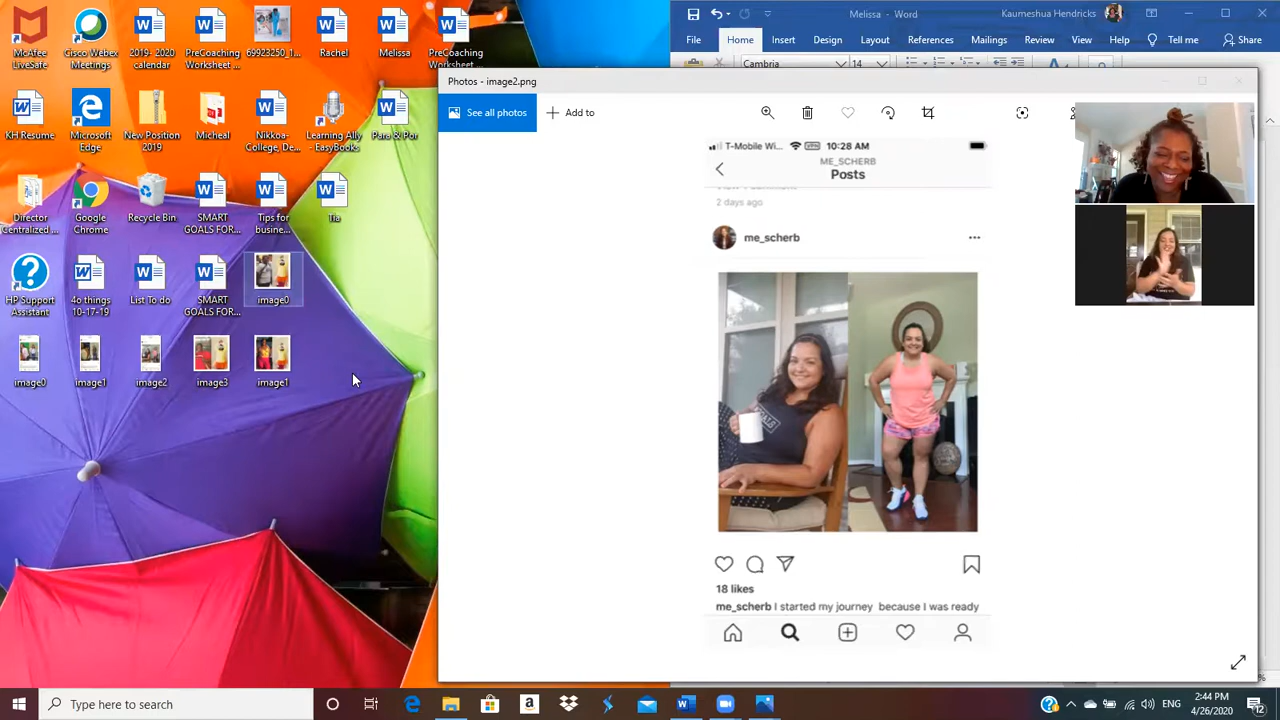 McAfee LiveSafe
Cisco Webex Meetings
2019- 2020 calendar
PreCoaching Worksheet ...
69923250_1...
Rachel
Melissa
PreCoaching Worksheet ...
KH Resume
Microsoft Edge
New Position 2019
Micheal
Nikkoa- College, De...
Learning Ally - EasyBooks
Para & Por
Director Centralized ...
Google Chrome
Recycle Bin
SMART GOALS FOR...
Tips for busine...
Tia
HP Support Assistant
4o things 10-17-19
List To do
SMART GOALS FOR...
image0
image0
image1
image2
image3
image1
Melissa - Word
Kaumeshua Hendricks
File Home Insert Design Layout References Mailings Review View Help Tell me Share
Cambria 14
Photos - image2.png
See all photos
Add to
T-Mobile Wi... 10:28 AM
ME_SCHERB
Posts
2 days ago
me_scherb
18 likes
me_scherb I started my journey because I was ready
Type here to search
ENG
2:44 PM
4/26/2020
12